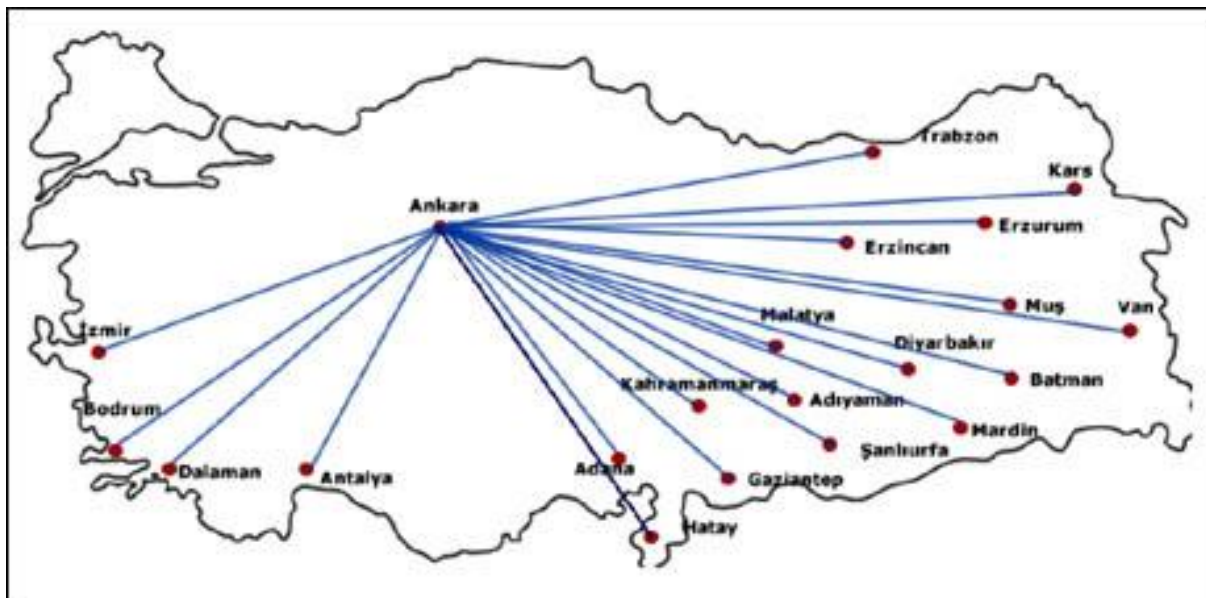 Trabzon
Kars
Ankara
Erzurum
Erzincan
Muş
Van
Malatya
İzmir
Diyarbakır
Kahramanmaraş
Batman
Adıyaman
Bodrum
Mardin
Şanlıurfa
Dalaman
Antalya
Adana
Gaziantep
Hatay